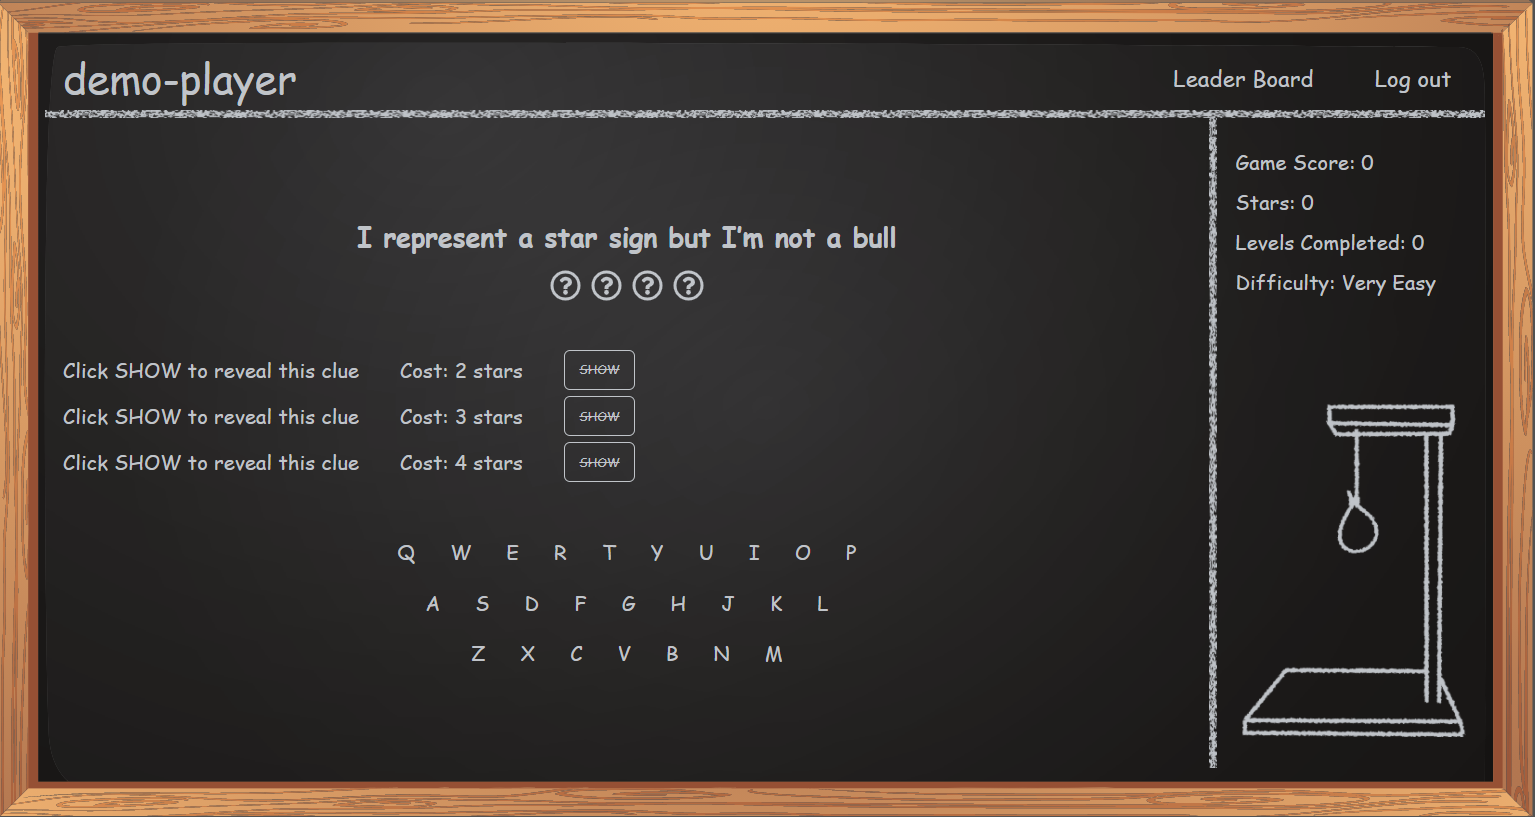 demo-player
Leader Board
Log out
I represent a star sign but I'm not a bull
? ? ? ?
Click SHOW to reveal this clue Cost: 2 stars SHOW
Click SHOW to reveal this clue Cost: 3 stars SHOW
Click SHOW to reveal this clue Cost: 4 stars SHOW
Q W E R T Y U I O P
A S D F G H J K L
Z X C V B N M
Game Score: 0
Stars: 0
Levels Completed: 0
Difficulty: Very Easy